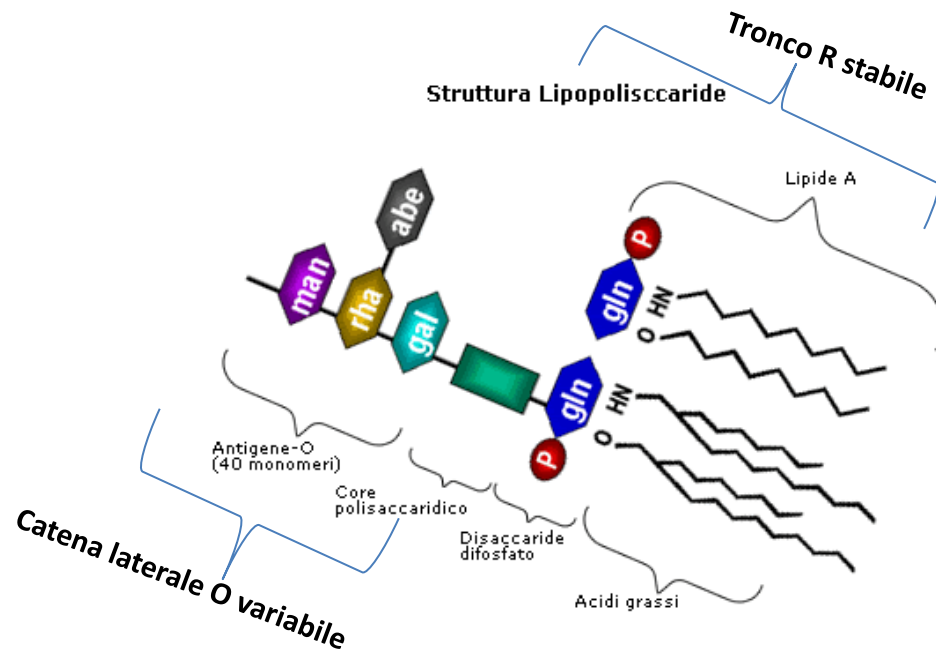 Tronco R stabile
Struttura Lipopolisccaride
Lipide A
P
abe
man
rha
gal
gln
HN
O
gln
HN
O
P
Antigene-O
(40 monomeri)
Core
polisaccaridico
Disaccaride
difosfato
Acidi grassi
Catena laterale O variabile